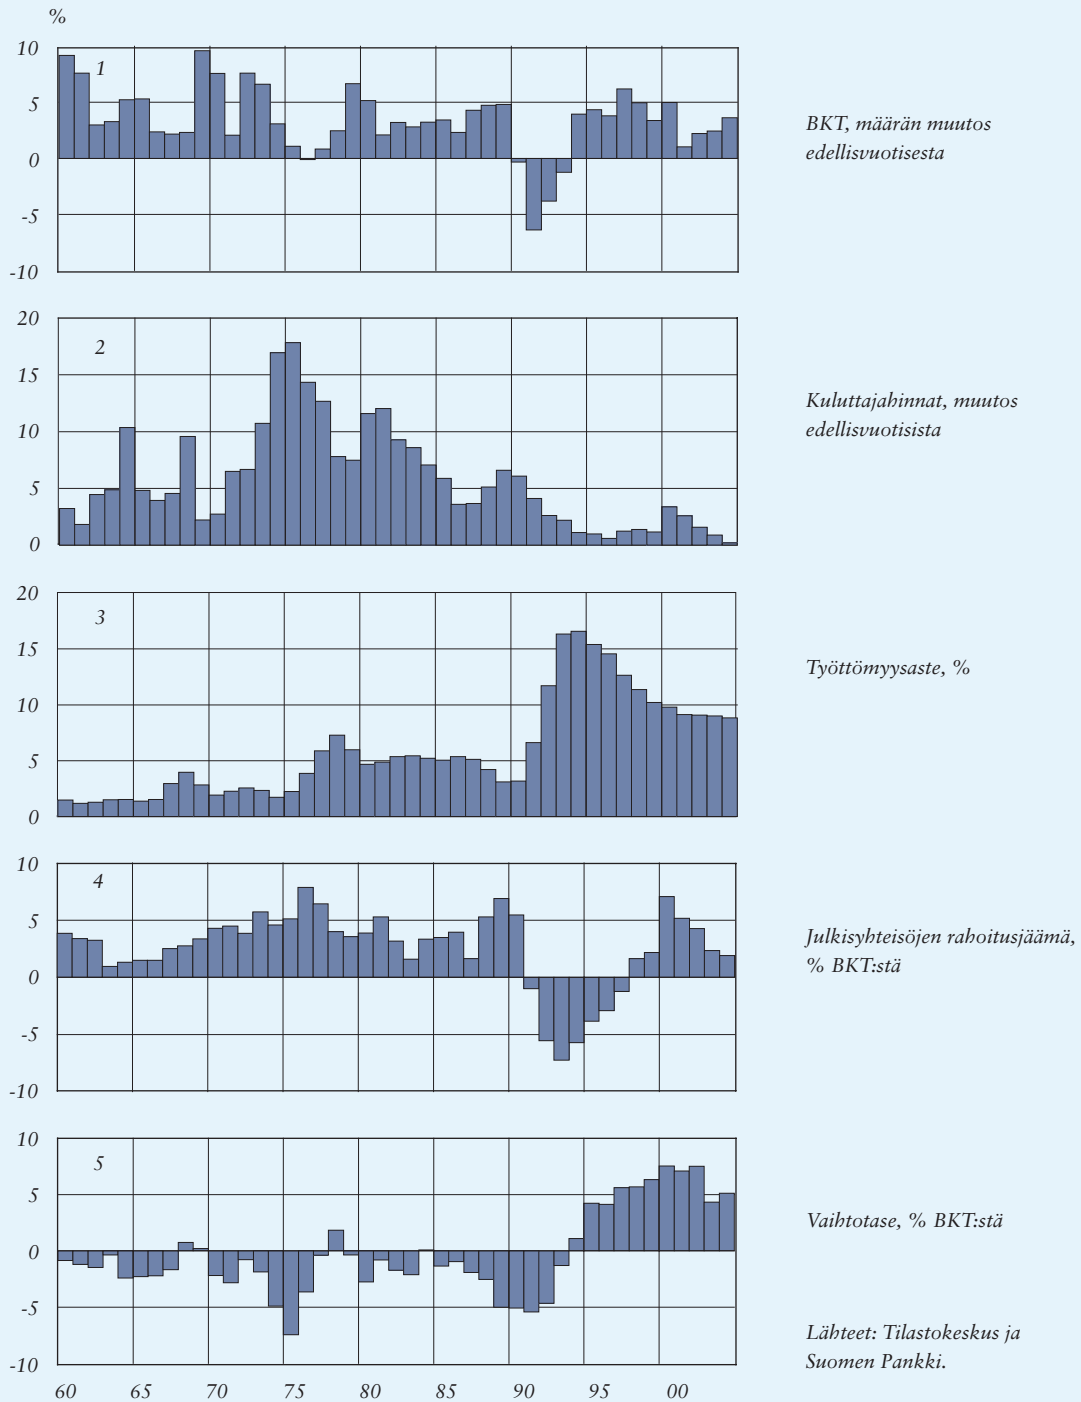 %
10
5
0
-5
-10
1
BKT, määrän muutos
edellisvuotisesta
20
15
10
5
0
2
Kuluttajahinnat, muutos
edellisvuotisista
20
15
10
5
0
3
Työttömyysaste, %
10
5
0
-5
-10
4
Julkisyhteisöjen rahoitusjäämä,
% BKT:stä
10
5
0
-5
-10
5
Vaihtotase, % BKT:stä
Lähteet: Tilastokeskus ja
Suomen Pankki.
60 65 70 75 80 85 90 95 00